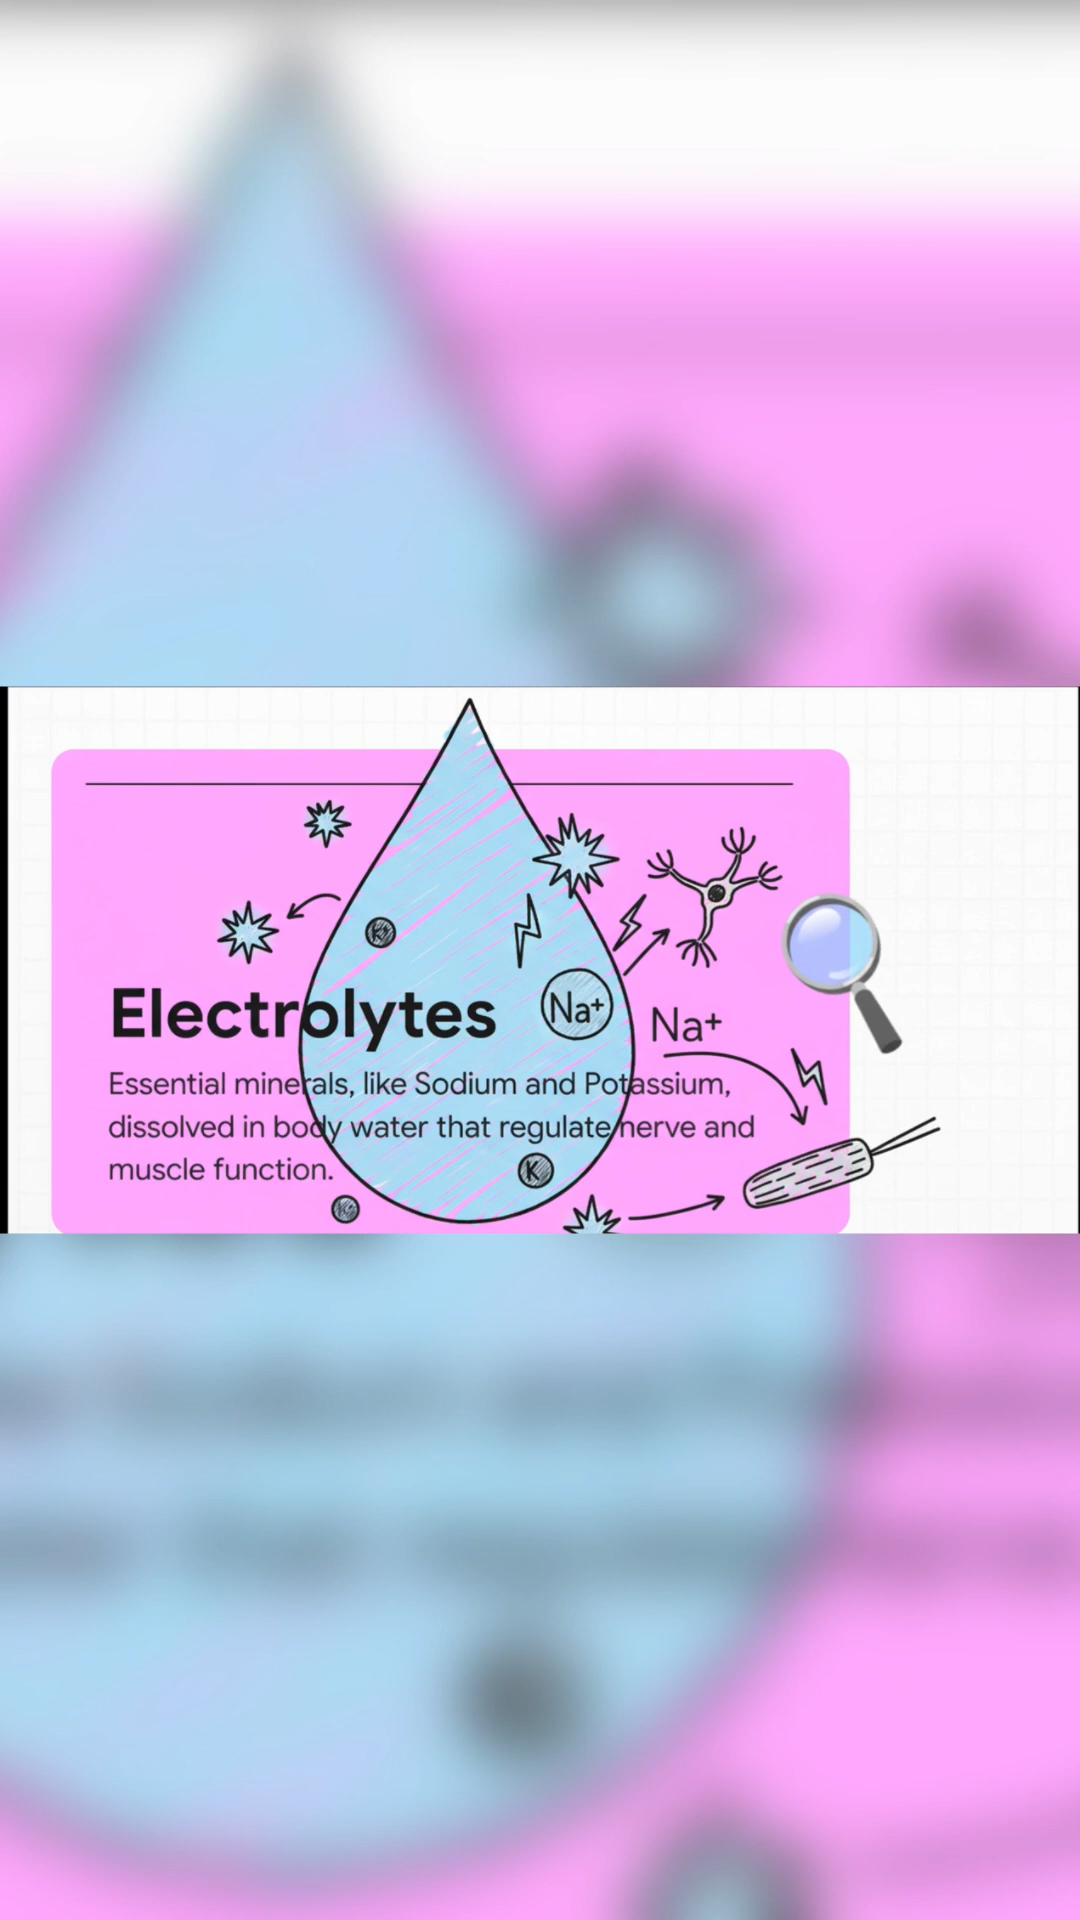 K
Electrolytes
Na+
Na+
Essential minerals, like Sodium and Potassium,
dissolved in body water that regulate nerve and
muscle function.
K